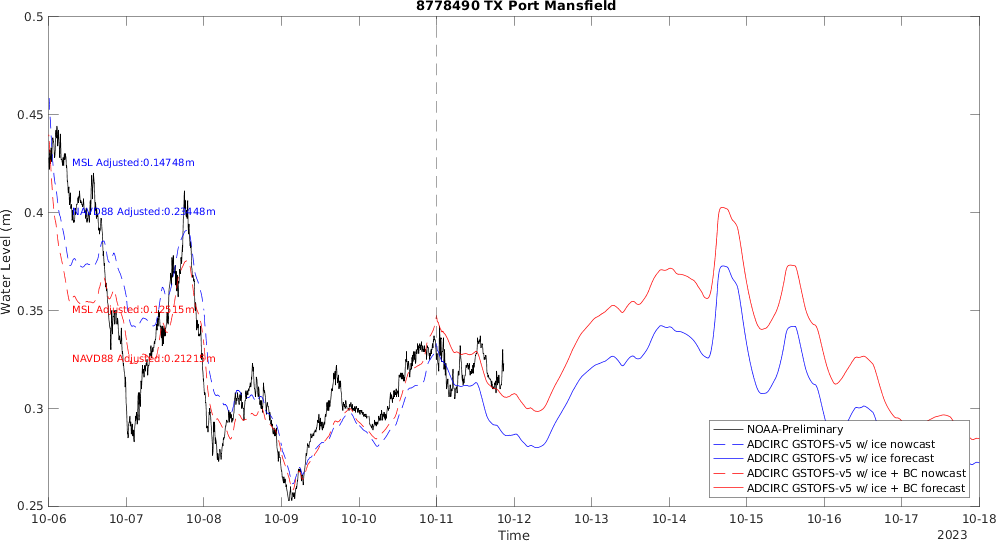 8778490 TX Port Mansfield
0.5
0.45
0.4
0.35
0.3
0.25
Water Level (m)
MSL Adjusted:0.14748m
NAVD88 Adjusted:0.23448m
MSL Adjusted:0.12515m
NAVD88 Adjusted:0.21215m
NOAA-Preliminary
ADCIRC GSTOFS-v5 w/ ice nowcast
ADCIRC GSTOFS-v5 w/ ice forecast
ADCIRC GSTOFS-v5 w/ ice + BC nowcast
ADCIRC GSTOFS-v5 w/ ice + BC forecast
10-06 10-07 10-08 10-09 10-10 10-11 10-12 10-13 10-14 10-15 10-16 10-17 10-18
Time
2023